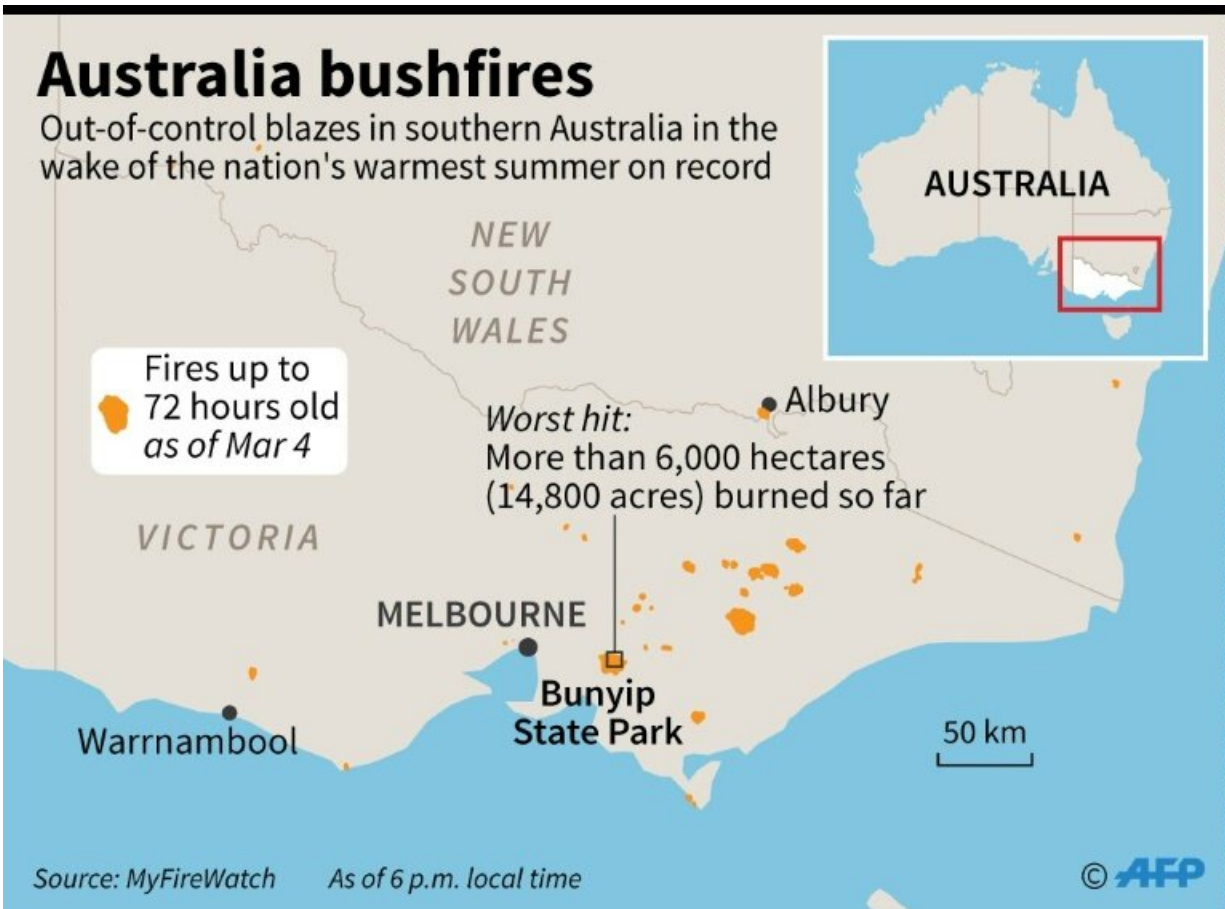 Australia bushfires
Out-of-control blazes in southern Australia in the
wake of the nation's warmest summer on record
AUSTRALIA
NEW
SOUTH
WALES
Fires up to
72 hours old
as of Mar 4
Albury
Worst hit:
More than 6,000 hectares
(14,800 acres) burned so far
VICTORIA
MELBOURNE
Bunyip
State Park
Warrnambool
50 km
Source: MyFireWatch
As of 6 p.m. local time
© AFP